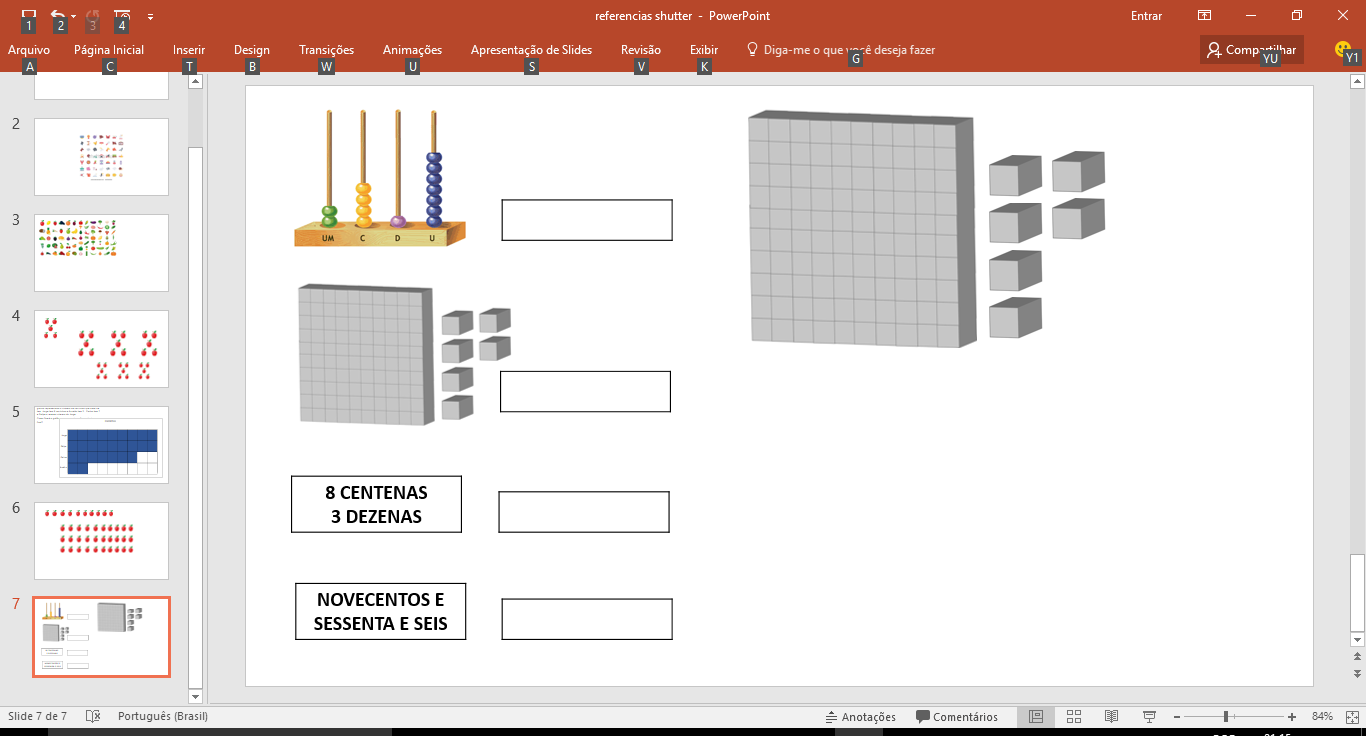 referencias shutter - PowerPoint
Entrar
1 2 3 4
Arquivo Página Inicial Inserir Design Transições Animações Apresentação de Slides Revisão Exibir Diga-me o que você deseja fazer Compartilhar
A C T B W U S V K G YU Y1
2
3
4
5
6
7
UM C D U
8 CENTENAS
3 DEZENAS
NOVECENTOS E
SESSENTA E SEIS
Slide 7 de 7 Português (Brasil) Anotações Comentários 84%